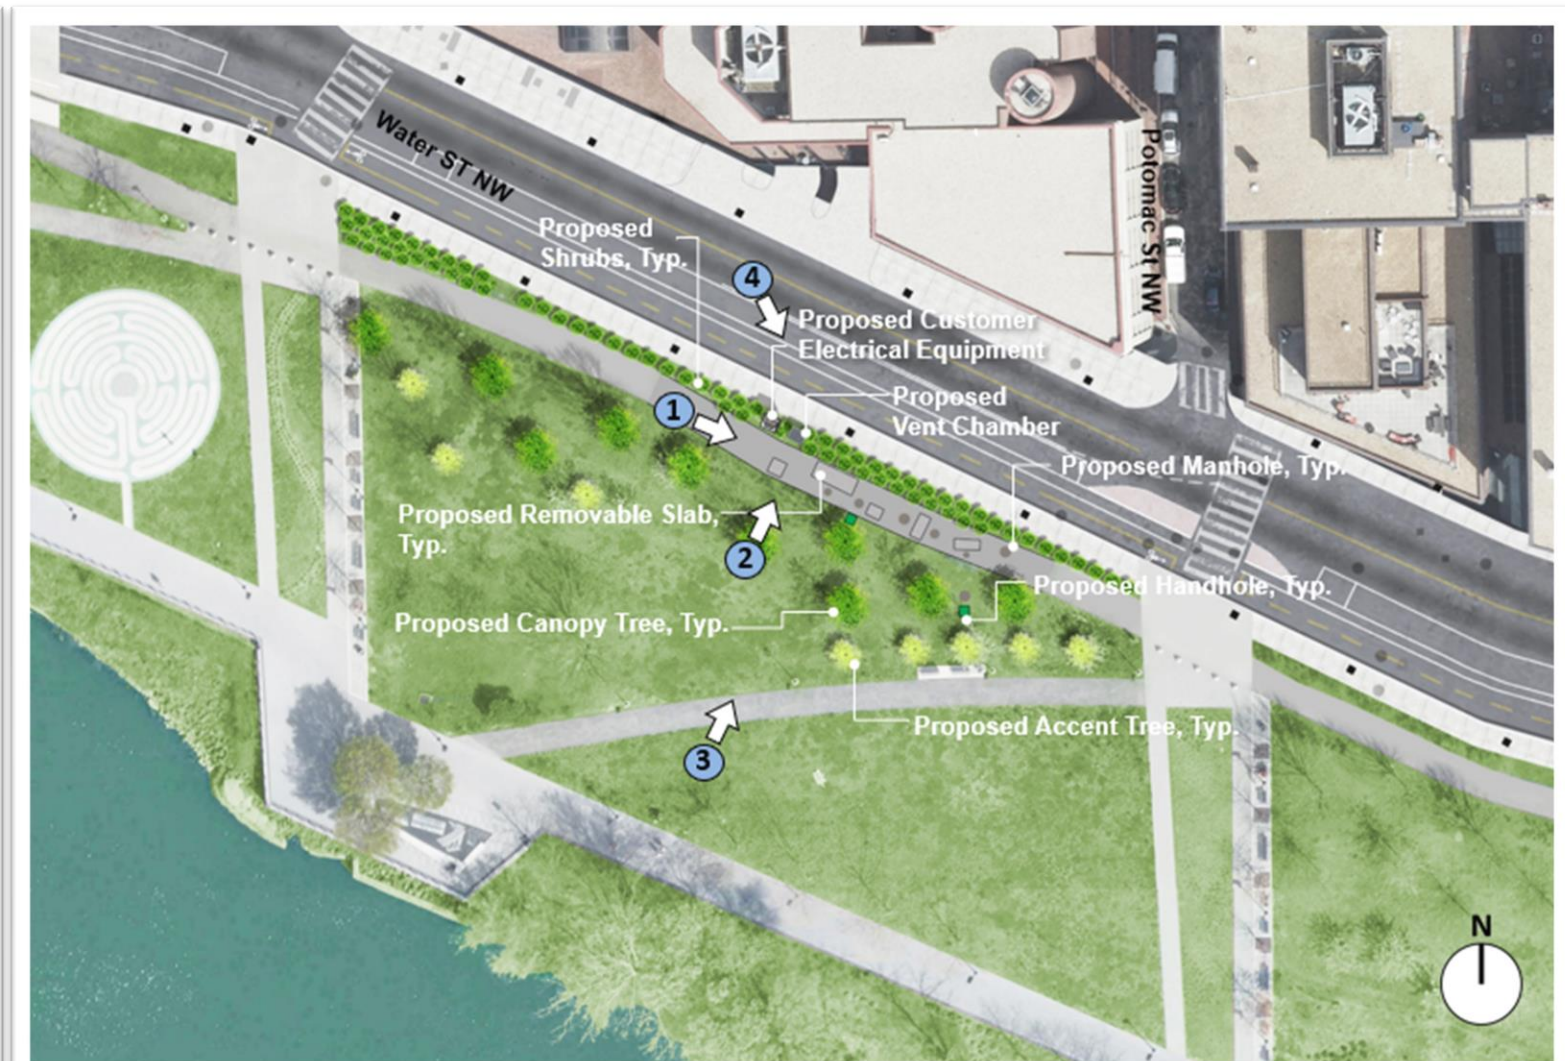 Water ST NW
Potomac St NW
Proposed
Shrubs, Typ.
4
Proposed Customer
Electrical Equipment
1
Proposed
Vent Chamber
Proposed Manhole, Typ.
Proposed Removable Slab,
Typ.
2
Proposed Handhole, Typ.
Proposed Canopy Tree, Typ.
Proposed Accent Tree, Typ.
3
N